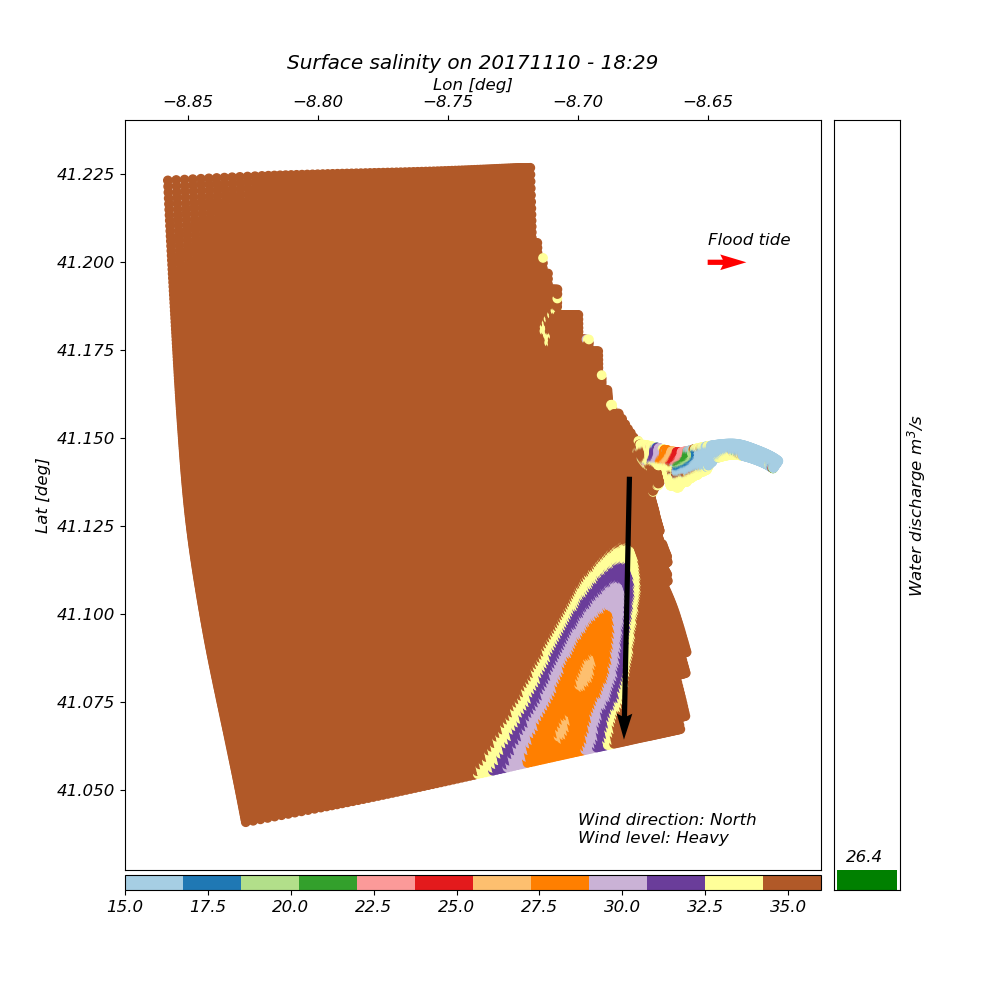 Surface salinity on 20171110 - 18:29
Lon [deg]
−8.85 −8.80 −8.75 −8.70 −8.65
41.225
41.200
41.175
41.150
41.125
41.100
41.075
41.050
Lat [deg]
Flood tide
Wind direction: North
Wind level: Heavy
15.0 17.5 20.0 22.5 25.0 27.5 30.0 32.5 35.0
26.4
Water discharge m³/s